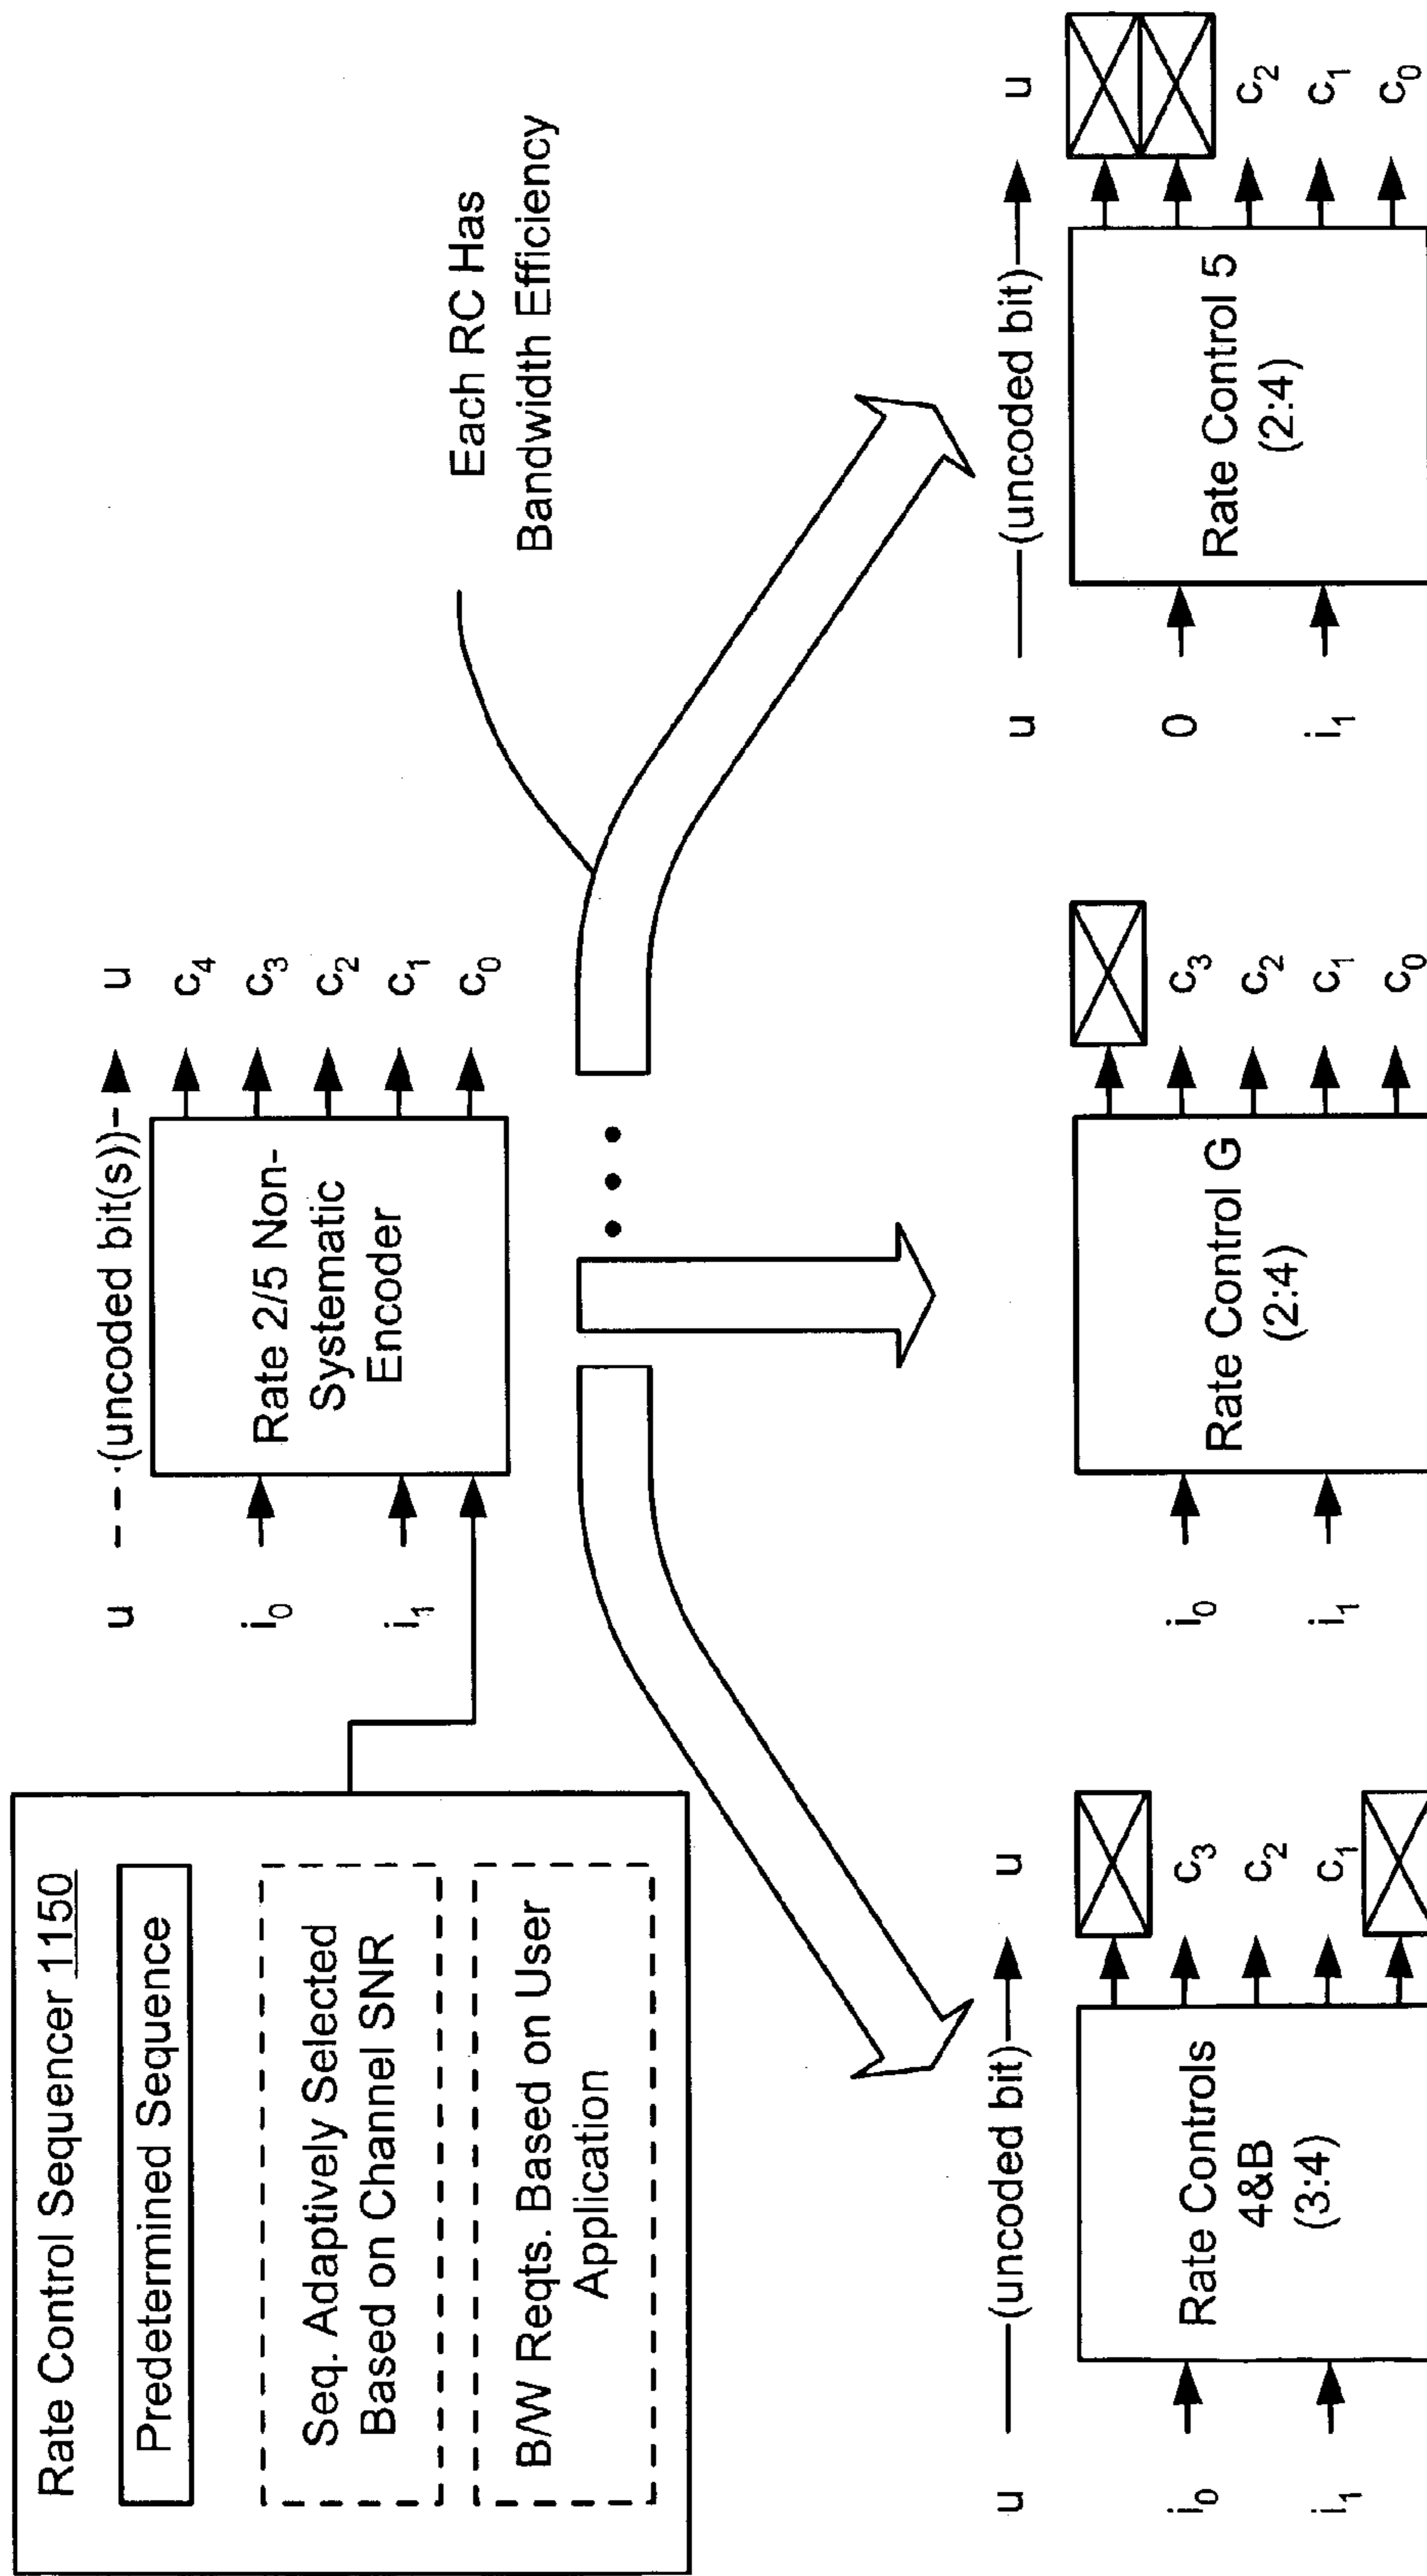 Rate Control Sequencer 1150
Predetermined Sequence
Seq. Adaptively Selected
Based on Channel SNR
B/W Reqts. Based on User
Application
u
(uncoded bit(s))
u
i0
i1
Rate 2/5 Non-
Systematic
Encoder
c4
c3
c2
c1
c0
Each RC Has
Bandwidth Efficiency
u
(uncoded bit)
u
i0
i1
Rate Controls
4&B
(3:4)
c3
c2
c1
i0
i1
Rate Control G
(2:4)
c3
c2
c1
c0
u
(uncoded bit)
u
0
i1
Rate Control 5
(2:4)
c2
c1
c0